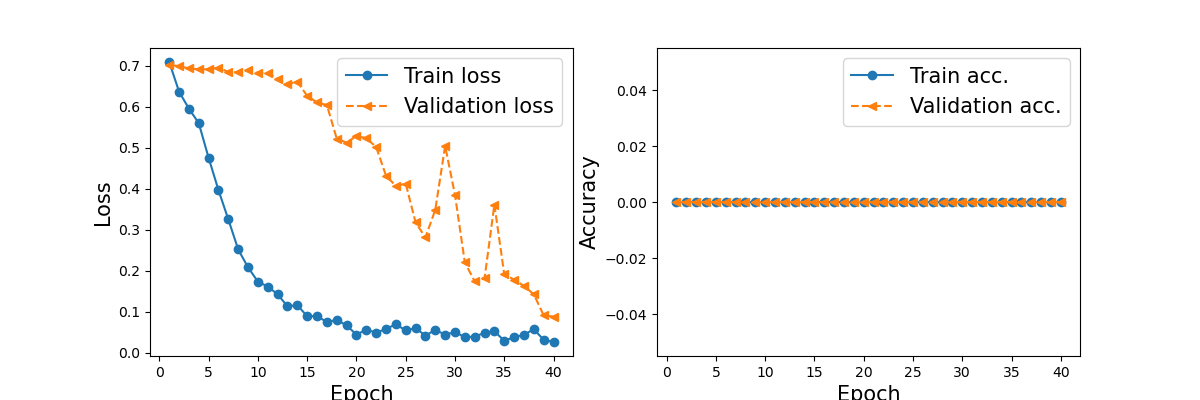 Train loss
Validation loss
Loss
0.7
0.6
0.5
0.4
0.3
0.2
0.1
0.0
0 5 10 15 20 25 30 35 40
Epoch
Train acc.
Validation acc.
Accuracy
0.04
0.02
0.00
−0.02
−0.04
0 5 10 15 20 25 30 35 40
Epoch